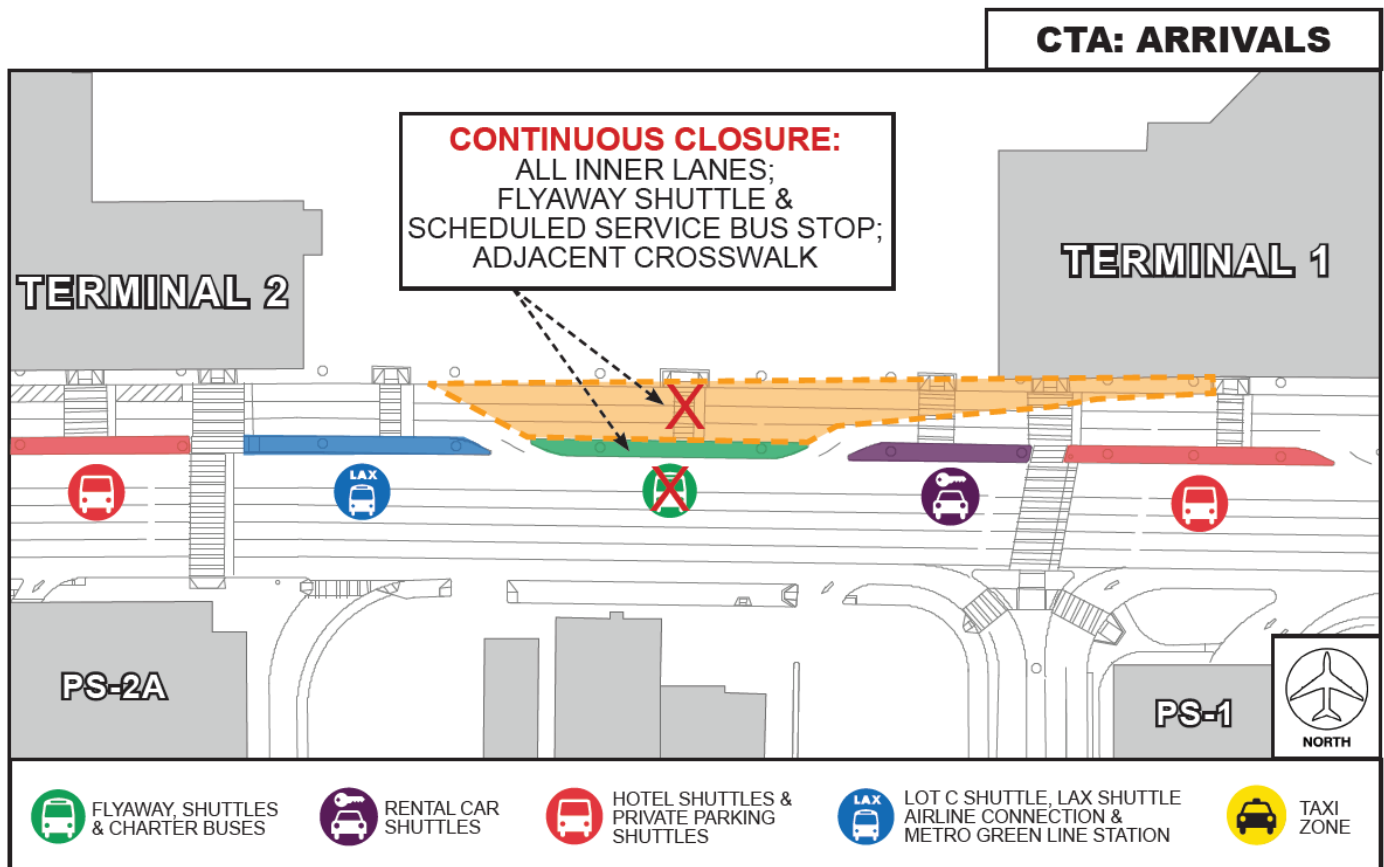 CTA: ARRIVALS
CONTINUOUS CLOSURE:
ALL INNER LANES;
FLYAWAY SHUTTLE &
SCHEDULED SERVICE BUS STOP;
ADJACENT CROSSWALK
TERMINAL 2
TERMINAL 1
LAX
PS-2A
PS-1
NORTH
FLYAWAY, SHUTTLES
& CHARTER BUSES
RENTAL CAR
SHUTTLES
HOTEL SHUTTLES &
PRIVATE PARKING
SHUTTLES
LAX
LOT C SHUTTLE, LAX SHUTTLE
AIRLINE CONNECTION &
METRO GREEN LINE STATION
TAXI
ZONE